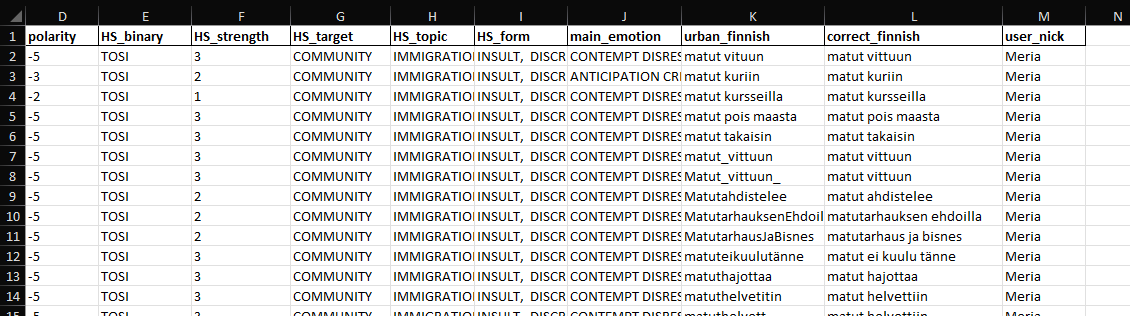 D E F G H I J K L M N
1 polarity HS_binary HS_strength HS_target HS_topic HS_form main_emotion urban_finnish correct_finnish user_nick
2 -5 TOSI 3 COMMUNITY IMMIGRATIO INSULT, DISCR CONTEMPT DISRES matut vituun matut vittuun Meria
3 -3 TOSI 2 COMMUNITY IMMIGRATIO INSULT, DISCR ANTICIPATION CRI matut kuriin matut kuriin Meria
4 -2 TOSI 1 COMMUNITY IMMIGRATIO INSULT, DISCR CONTEMPT DISRES matut kursseilla matut kursseilla Meria
5 -5 TOSI 3 COMMUNITY IMMIGRATIO INSULT, DISCR CONTEMPT DISRES matut pois maasta matut pois maasta Meria
6 -5 TOSI 3 COMMUNITY IMMIGRATIO INSULT, DISCR CONTEMPT DISRES matut takaisin matut takaisin Meria
7 -5 TOSI 3 COMMUNITY IMMIGRATIO INSULT, DISCR CONTEMPT DISRES matut_vittuun matut vittuun Meria
8 -5 TOSI 3 COMMUNITY IMMIGRATIO INSULT, DISCR CONTEMPT DISRES Matut_vittuun_ matut vittuun Meria
9 -5 TOSI 2 COMMUNITY IMMIGRATIO INSULT, DISCR CONTEMPT DISRES Matutahdistelee matut ahdistelee Meria
10 -5 TOSI 2 COMMUNITY IMMIGRATIO INSULT, DISCR CONTEMPT DISRES MatutarhauksenEhdoil matutarhauksen ehdoilla Meria
11 -5 TOSI 2 COMMUNITY IMMIGRATIO INSULT, DISCR CONTEMPT DISRES MatutarhausJaBisnes matutarhaus ja bisnes Meria
12 -5 TOSI 3 COMMUNITY IMMIGRATIO INSULT, DISCR CONTEMPT DISRES matuteikuulutänne matut ei kuulu tänne Meria
13 -5 TOSI 3 COMMUNITY IMMIGRATIO INSULT, DISCR CONTEMPT DISRES matuthajottaa matut hajottaa Meria
14 -5 TOSI 3 COMMUNITY IMMIGRATIO INSULT, DISCR CONTEMPT DISRES matuthelvetitin matut helvettiin Meria